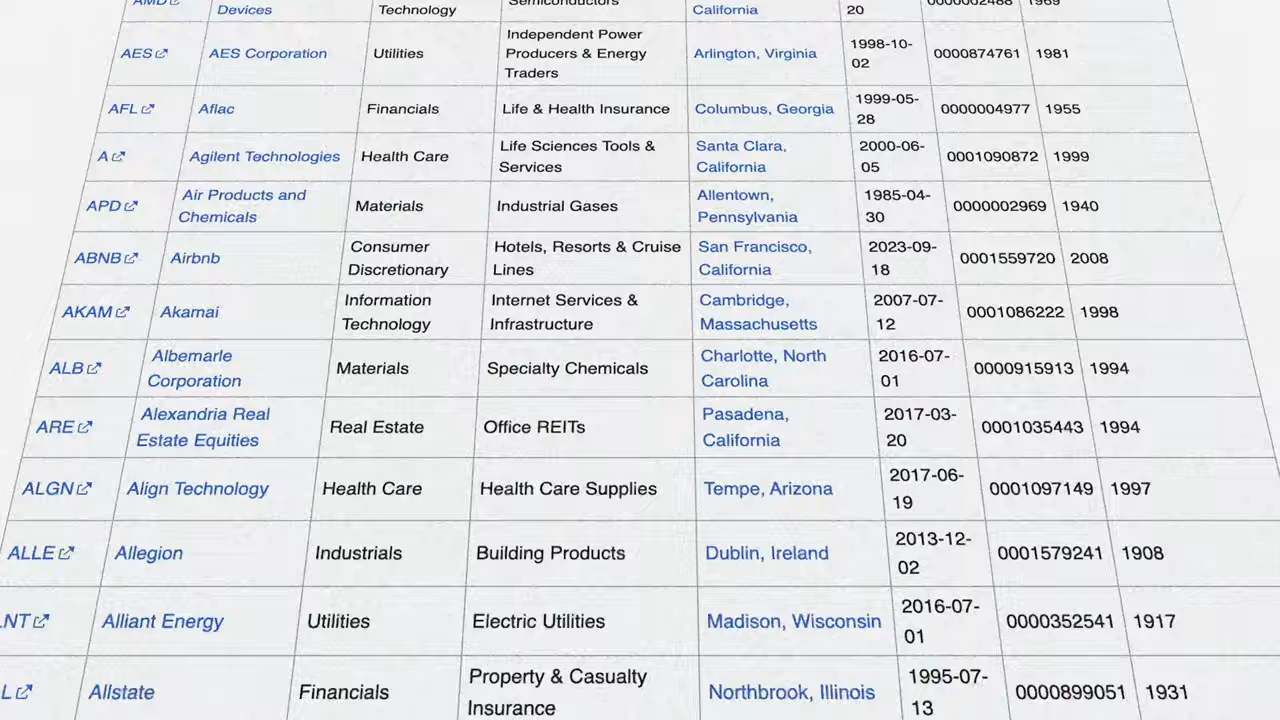 Devices Technology California 20 0000002488 1969
AES AES Corporation Utilities Independent Power Producers & Energy Traders Arlington, Virginia 1998-10-02 0000874761 1981
AFL Aflac Financials Life & Health Insurance Columbus, Georgia 1999-05-28 0000004977 1955
A Agilent Technologies Health Care Life Sciences Tools & Services Santa Clara, California 2000-06-05 0001090872 1999
APD Air Products and Chemicals Materials Industrial Gases Allentown, Pennsylvania 1985-04-30 0000002969 1940
ABNB Airbnb Consumer Discretionary Hotels, Resorts & Cruise Lines San Francisco, California 2023-09-18 0001559720 2008
AKAM Akamai Information Technology Internet Services & Infrastructure Cambridge, Massachusetts 2007-07-12 0001086222 1998
ALB Albemarle Corporation Materials Specialty Chemicals Charlotte, North Carolina 2016-07-01 0000915913 1994
ARE Alexandria Real Estate Equities Real Estate Office REITs Pasadena, California 2017-03-20 0001035443 1994
ALGN Align Technology Health Care Health Care Supplies Tempe, Arizona 2017-06-19 0001097149 1997
ALLE Allegion Industrials Building Products Dublin, Ireland 2013-12-02 0001579241 1908
NT Alliant Energy Utilities Electric Utilities Madison, Wisconsin 2016-07-01 0000352541 1917
L Allstate Financials Property & Casualty Insurance Northbrook, Illinois 1995-07-13 0000899051 1931